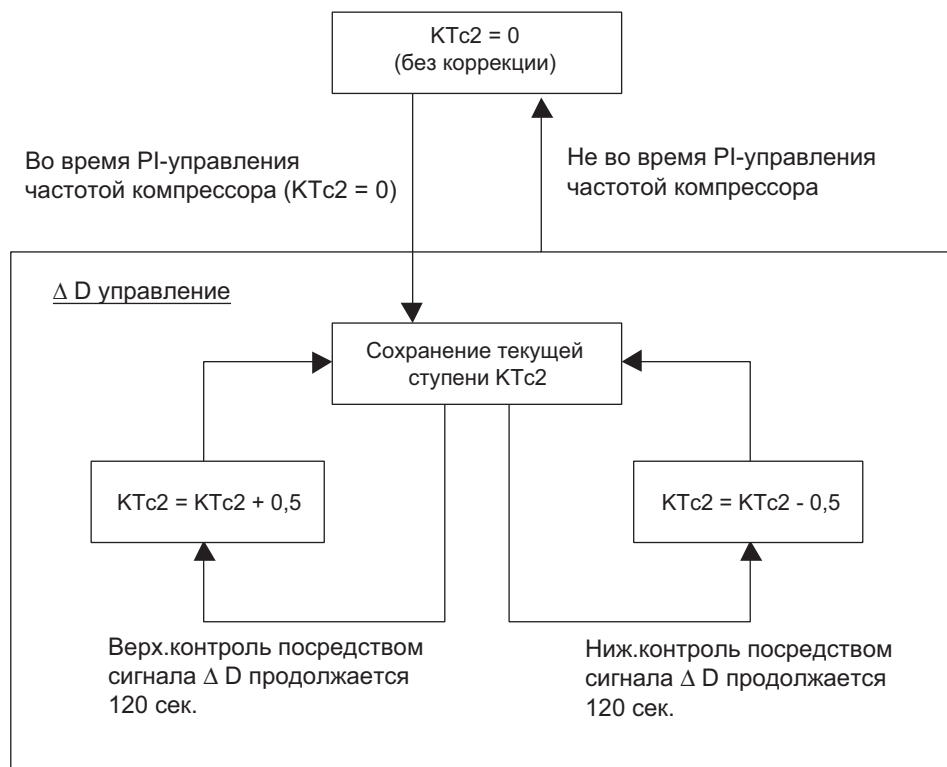 KTc2 = 0
(без коррекции)
Во время PI-управления
частотой компрессора (KTc2 = 0)
Не во время PI-управления
частотой компрессора
Δ D управление
Сохранение текущей
ступени KTc2
KTc2 = KTc2 + 0,5
KTc2 = KTc2 - 0,5
Верх.контроль посредством
сигнала Δ D продолжается
120 сек.
Ниж.контроль посредством
сигнала Δ D продолжается
120 сек.